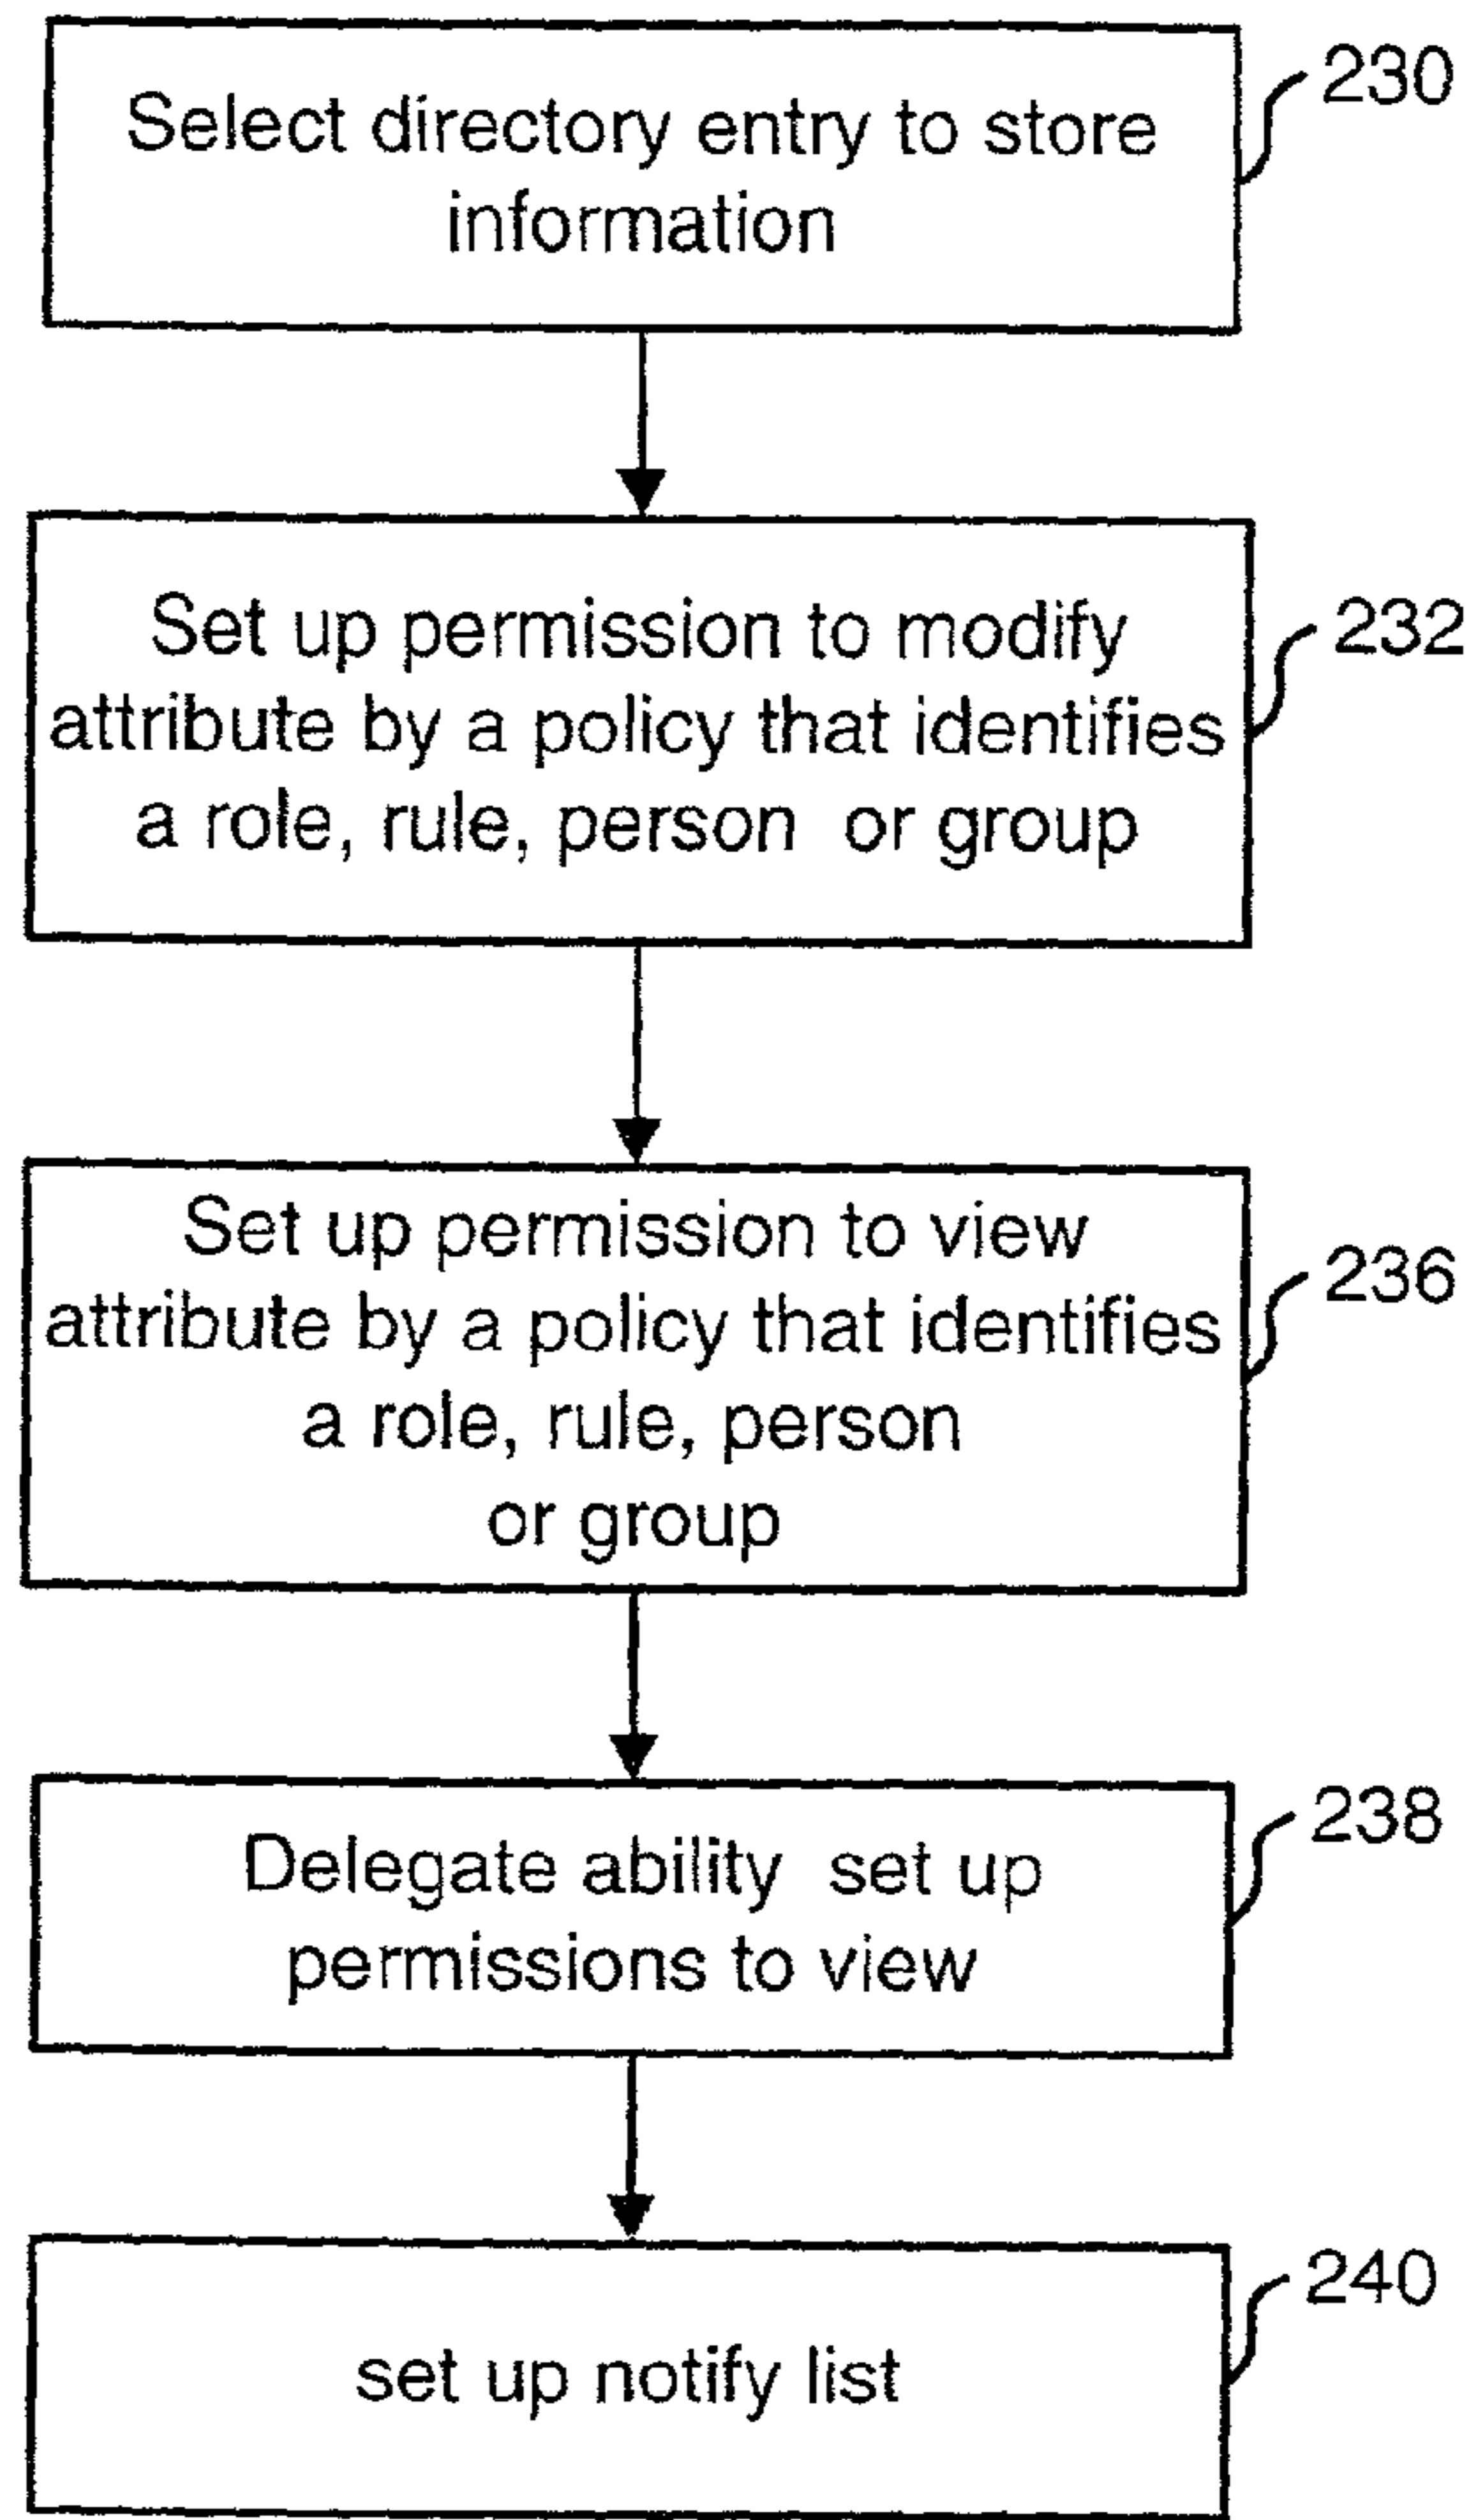 Select directory entry to store
information
230
Set up permission to modify
attribute by a policy that identifies
a role, rule, person or group
232
Set up permission to view
attribute by a policy that identifies
a role, rule, person
or group
236
Delegate ability set up
permissions to view
238
set up notify list
240